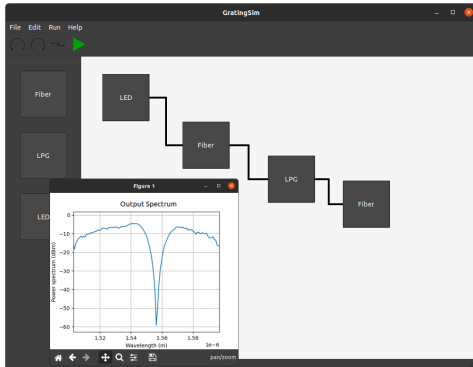 GratingSim
File Edit Run Help
Fiber
LPG
LED
LED
Fiber
LPG
Fiber
Figure 1
Output Spectrum
Power spectrum (dBm)
0
−10
−20
−30
−40
−50
−60
1.52 1.54 1.56 1.58
Wavelength (m) 1e−6
pan/zoom